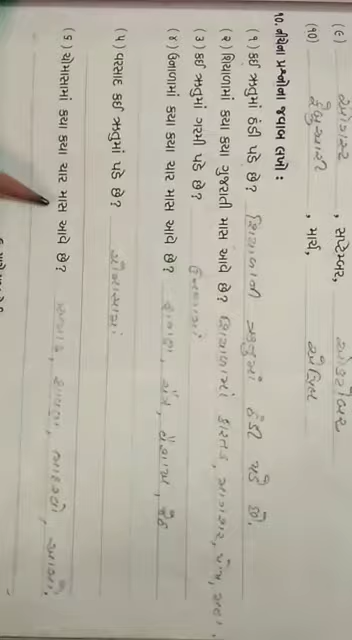 (૯) ઓગસ્ટ, સપ્ટેમ્બર, ઓક્ટોબર
(૧૦) ફેબ્રુઆરી, માર્ચ, એપ્રિલ
૧૦. નીચેના પ્રશ્નોના જવાબ લખો :
(૧) કઈ ઋતુમાં ઠંડી પડે છે? શિયાળાની ઋતુમાં ઠંડી પડે છે.
(૨) શિયાળામાં કયા કયા ગુજરાતી માસ આવે છે? શિયાળામાં કારતક, માગશર, પોષ, મહા.
(૩) કઈ ઋતુમાં ગરમી પડે છે? ઉનાળામાં
(૪) ઉનાળામાં કયા કયા ચાર માસ આવે છે? ફાગણ, ચૈત્ર, વૈશાખ, જેઠ
(૫) વરસાદ કઈ ઋતુમાં પડે છે? ચોમાસામાં
(૬) ચોમાસામાં કયા કયા ચાર માસ આવે છે? અષાઢ, શ્રાવણ, ભાદરવો, આસો.